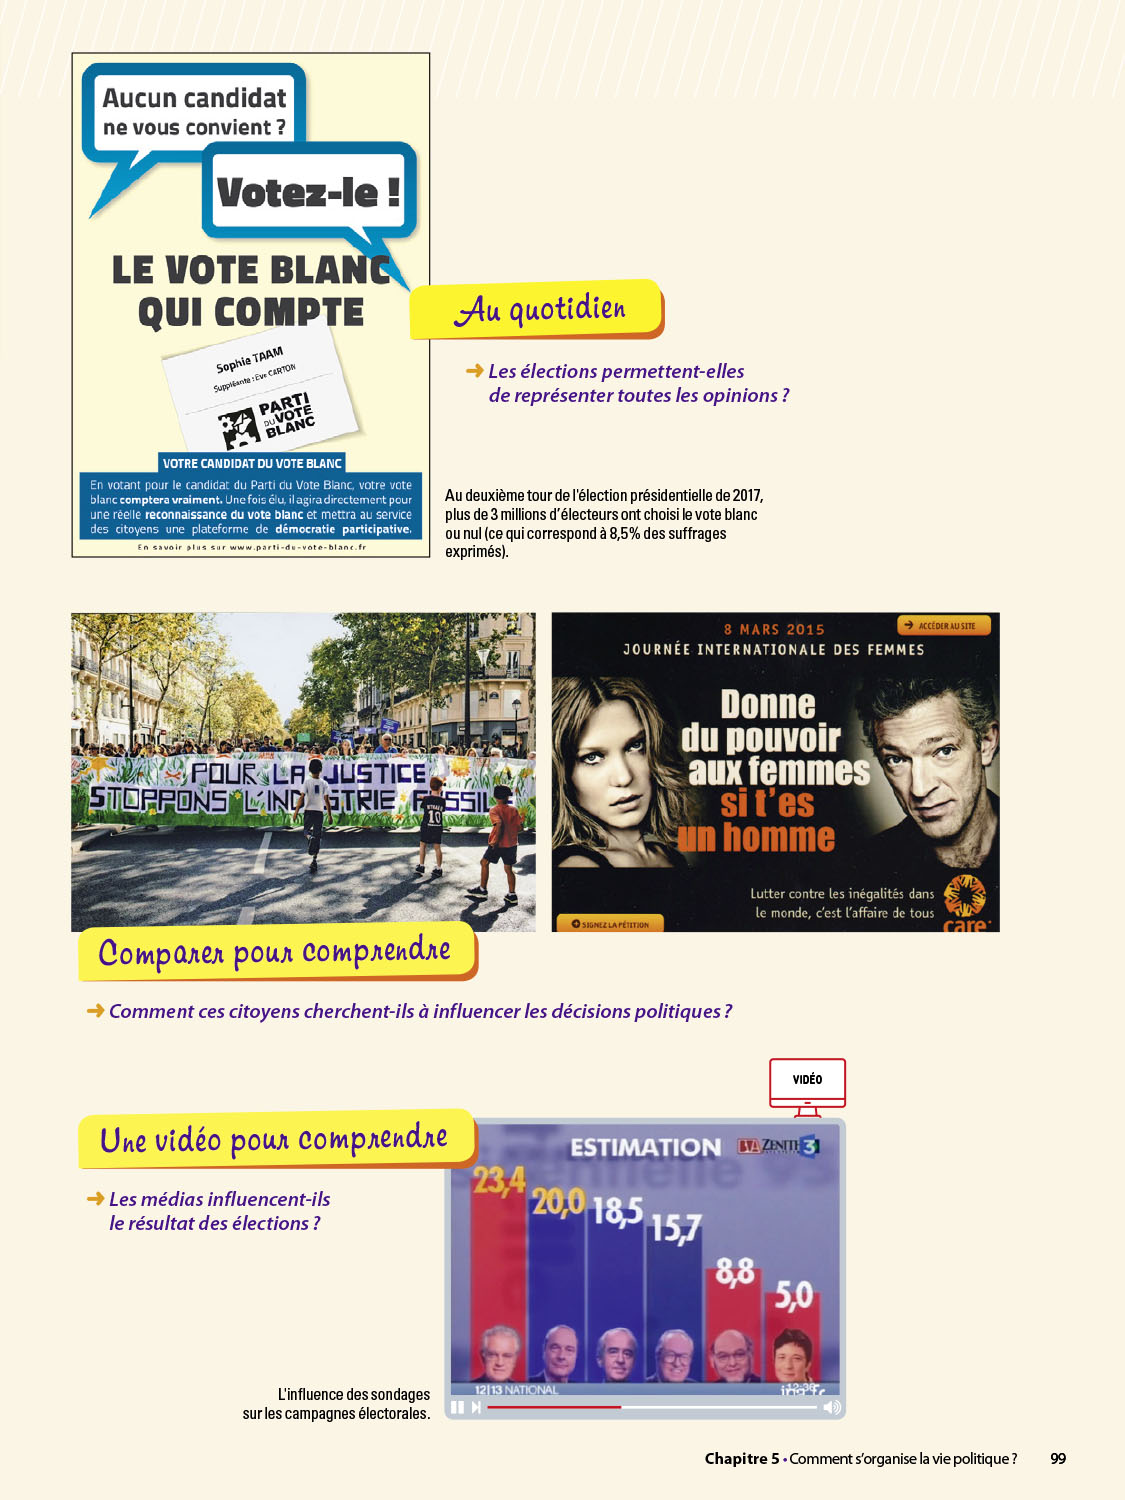 Aucun candidat
ne vous convient ?
Votez-le !
LE VOTE BLANC
QUI COMPTE
Sophie TAAM
Suppléante : Eve CARTON
PARTI
DU VOTE
BLANC
VOTRE CANDIDAT DU VOTE BLANC
En votant pour le candidat du Parti du Vote Blanc, votre vote
blanc comptera vraiment. Une fois élu, il agira directement pour
une réelle reconnaissance du vote blanc et mettra au service
des citoyens une plateforme de démocratie participative.
En savoir plus sur www.parti-du-vote-blanc.fr
Au quotidien
➜ Les élections permettent-elles
de représenter toutes les opinions ?
Au deuxième tour de l'élection présidentielle de 2017,
plus de 3 millions d'électeurs ont choisi le vote blanc
ou nul (ce qui correspond à 8,5% des suffrages
exprimés).
POUR LA JUSTICE
STOPPONS L'INDUSTRIE FOSSILE
10
8 MARS 2015
➔ ACCÉDER AU SITE
JOURNÉE INTERNATIONALE DES FEMMES
Donne
du pouvoir
aux femmes
si t'es
un homme
Lutter contre les inégalités dans
le monde, c'est l'affaire de tous
care
SIGNEZ LA PÉTITION
Comparer pour comprendre
➜ Comment ces citoyens cherchent-ils à influencer les décisions politiques ?
VIDÉO
Une vidéo pour comprendre
➜ Les médias influencent-ils
le résultat des élections ?
ESTIMATION
BVA ZENITH 3
23,4
20,0
18,5
15,7
8,8
5,0
12|13 NATIONAL
12:36
ina.fr
L'influence des sondages
sur les campagnes électorales.
Chapitre 5 • Comment s'organise la vie politique ? 99